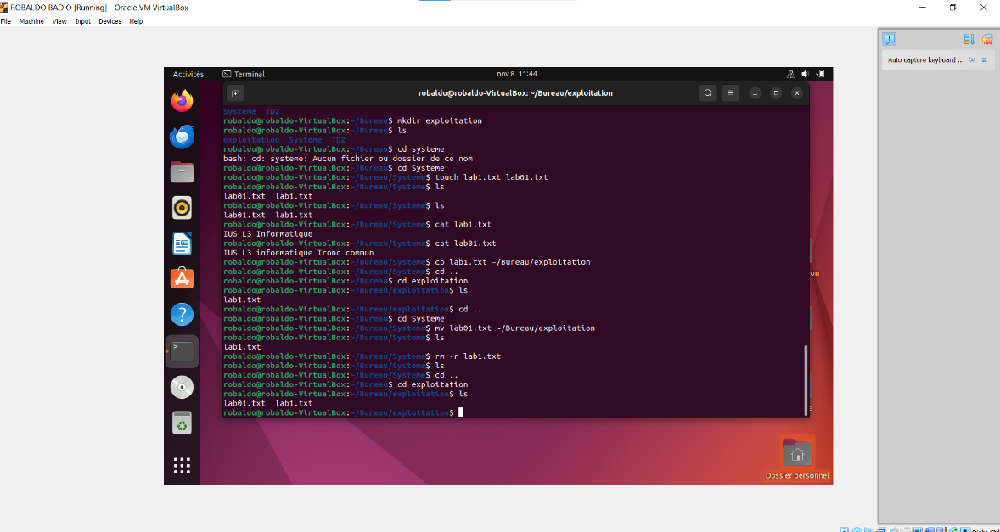 ROBALDO BADIO [Running] - Oracle VM VirtualBox
File Machine View Input Devices Help
Auto capture keyboard ...
Activités Terminal nov 8 11:44
robaldo@robaldo-VirtualBox: ~/Bureau/exploitation
Systeme TD2
robaldo@robaldo-VirtualBox:~/Bureau$ mkdir exploitation
robaldo@robaldo-VirtualBox:~/Bureau$ ls
exploitation Systeme TD2
robaldo@robaldo-VirtualBox:~/Bureau$ cd systeme
bash: cd: systeme: Aucun fichier ou dossier de ce nom
robaldo@robaldo-VirtualBox:~/Bureau$ cd Systeme
robaldo@robaldo-VirtualBox:~/Bureau/Systeme$ touch lab1.txt lab01.txt
robaldo@robaldo-VirtualBox:~/Bureau/Systeme$ ls
lab01.txt lab1.txt
robaldo@robaldo-VirtualBox:~/Bureau/Systeme$ ls
lab01.txt lab1.txt
robaldo@robaldo-VirtualBox:~/Bureau/Systeme$ cat lab1.txt
IUS L3 Informatique
robaldo@robaldo-VirtualBox:~/Bureau/Systeme$ cat lab01.txt
IUS L3 informatique Tronc commun
robaldo@robaldo-VirtualBox:~/Bureau/Systeme$ cp lab1.txt ~/Bureau/exploitation
robaldo@robaldo-VirtualBox:~/Bureau/Systeme$ cd ..
robaldo@robaldo-VirtualBox:~/Bureau$ cd exploitation
robaldo@robaldo-VirtualBox:~/Bureau/exploitation$ ls
lab1.txt
robaldo@robaldo-VirtualBox:~/Bureau/exploitation$ cd ..
robaldo@robaldo-VirtualBox:~/Bureau$ cd Systeme
robaldo@robaldo-VirtualBox:~/Bureau/Systeme$ mv lab01.txt ~/Bureau/exploitation
robaldo@robaldo-VirtualBox:~/Bureau/Systeme$ ls
lab1.txt
robaldo@robaldo-VirtualBox:~/Bureau/Systeme$ rm -r lab1.txt
robaldo@robaldo-VirtualBox:~/Bureau/Systeme$ ls
robaldo@robaldo-VirtualBox:~/Bureau/Systeme$ cd ..
robaldo@robaldo-VirtualBox:~/Bureau$ cd exploitation
robaldo@robaldo-VirtualBox:~/Bureau/exploitation$ ls
lab01.txt lab1.txt
robaldo@robaldo-VirtualBox:~/Bureau/exploitation$
on
e
Dossier personnel